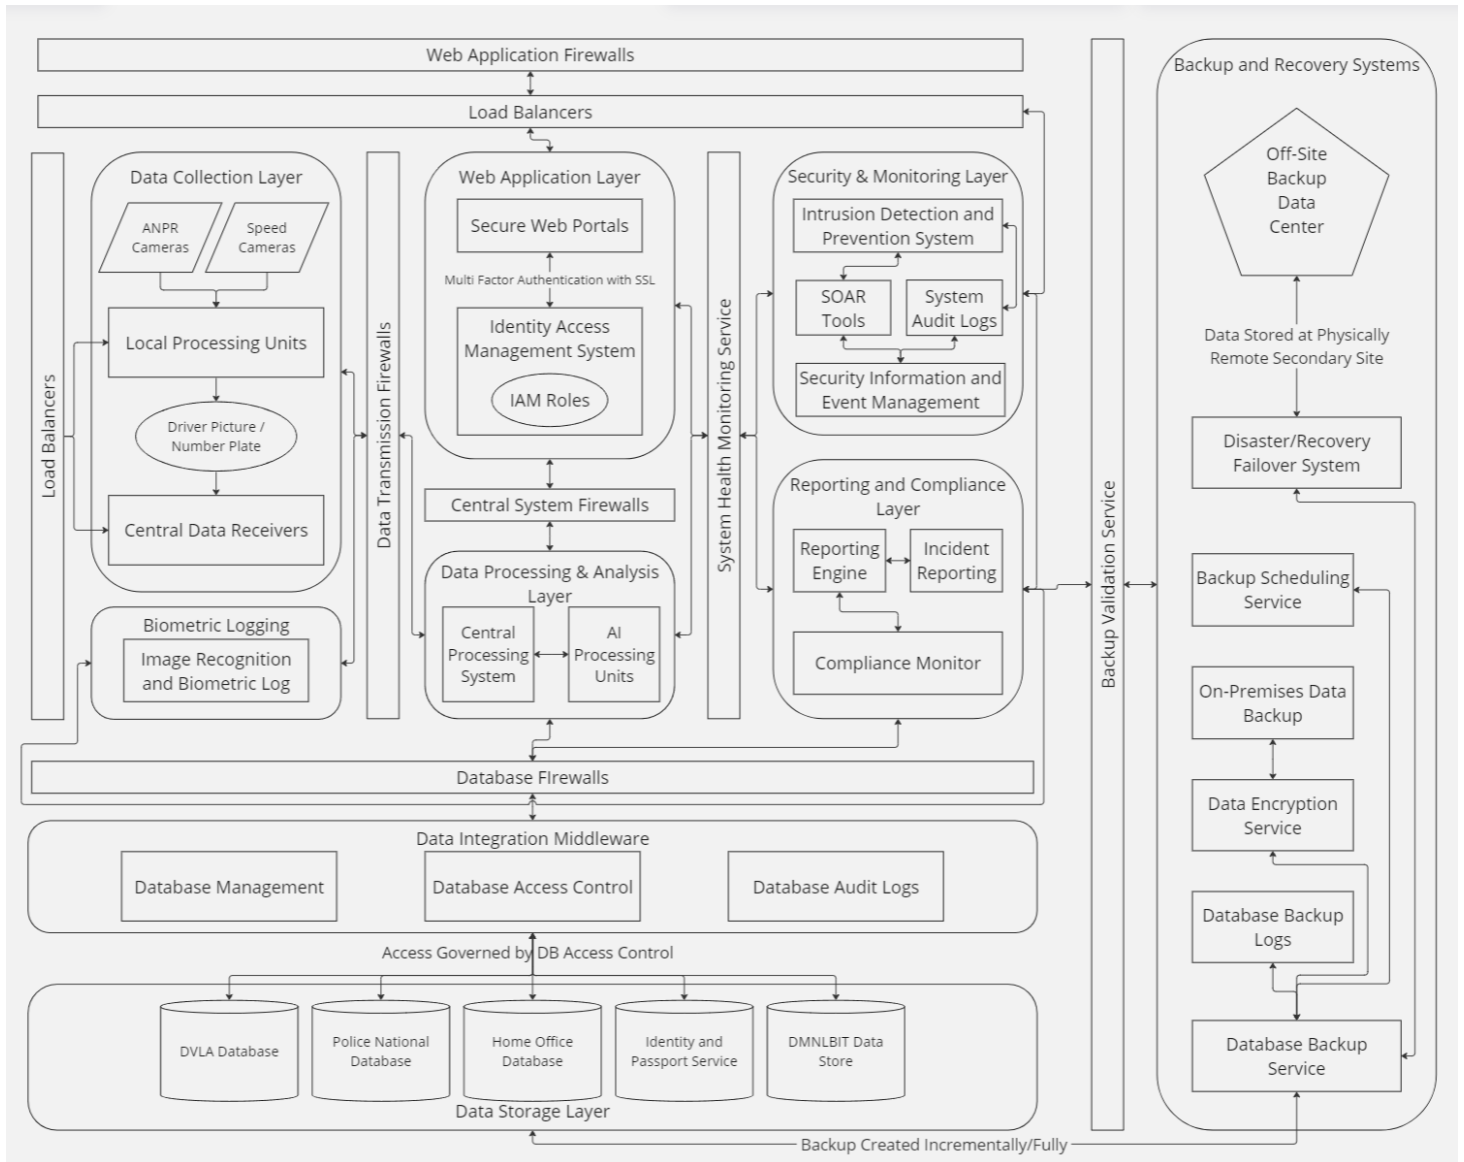 Web Application Firewalls
Load Balancers
Load Balancers
Data Collection Layer
ANPR
Cameras
Speed
Cameras
Local Processing Units
Driver Picture /
Number Plate
Central Data Receivers
Biometric Logging
Image Recognition
and Biometric Log
Data Transmission Firewalls
Web Application Layer
Secure Web Portals
Multi Factor Authentication with SSL
Identity Access
Management System
IAM Roles
Central System Firewalls
Data Processing & Analysis
Layer
Central
Processing
System
AI
Processing
Units
System Health Monitoring Service
Security & Monitoring Layer
Intrusion Detection and
Prevention System
SOAR
Tools
System
Audit Logs
Security Information and
Event Management
Reporting and Compliance
Layer
Reporting
Engine
Incident
Reporting
Compliance Monitor
Database FIrewalls
Data Integration Middleware
Database Management
Database Access Control
Database Audit Logs
Access Governed by DB Access Control
DVLA Database
Police National
Database
Home Office
Database
Identity and
Passport Service
DMNLBIT Data
Store
Data Storage Layer
Backup Created Incrementally/Fully
Backup Validation Service
Backup and Recovery Systems
Off-Site
Backup
Data
Center
Data Stored at Physically
Remote Secondary Site
Disaster/Recovery
Failover System
Backup Scheduling
Service
On-Premises Data
Backup
Data Encryption
Service
Database Backup
Logs
Database Backup
Service